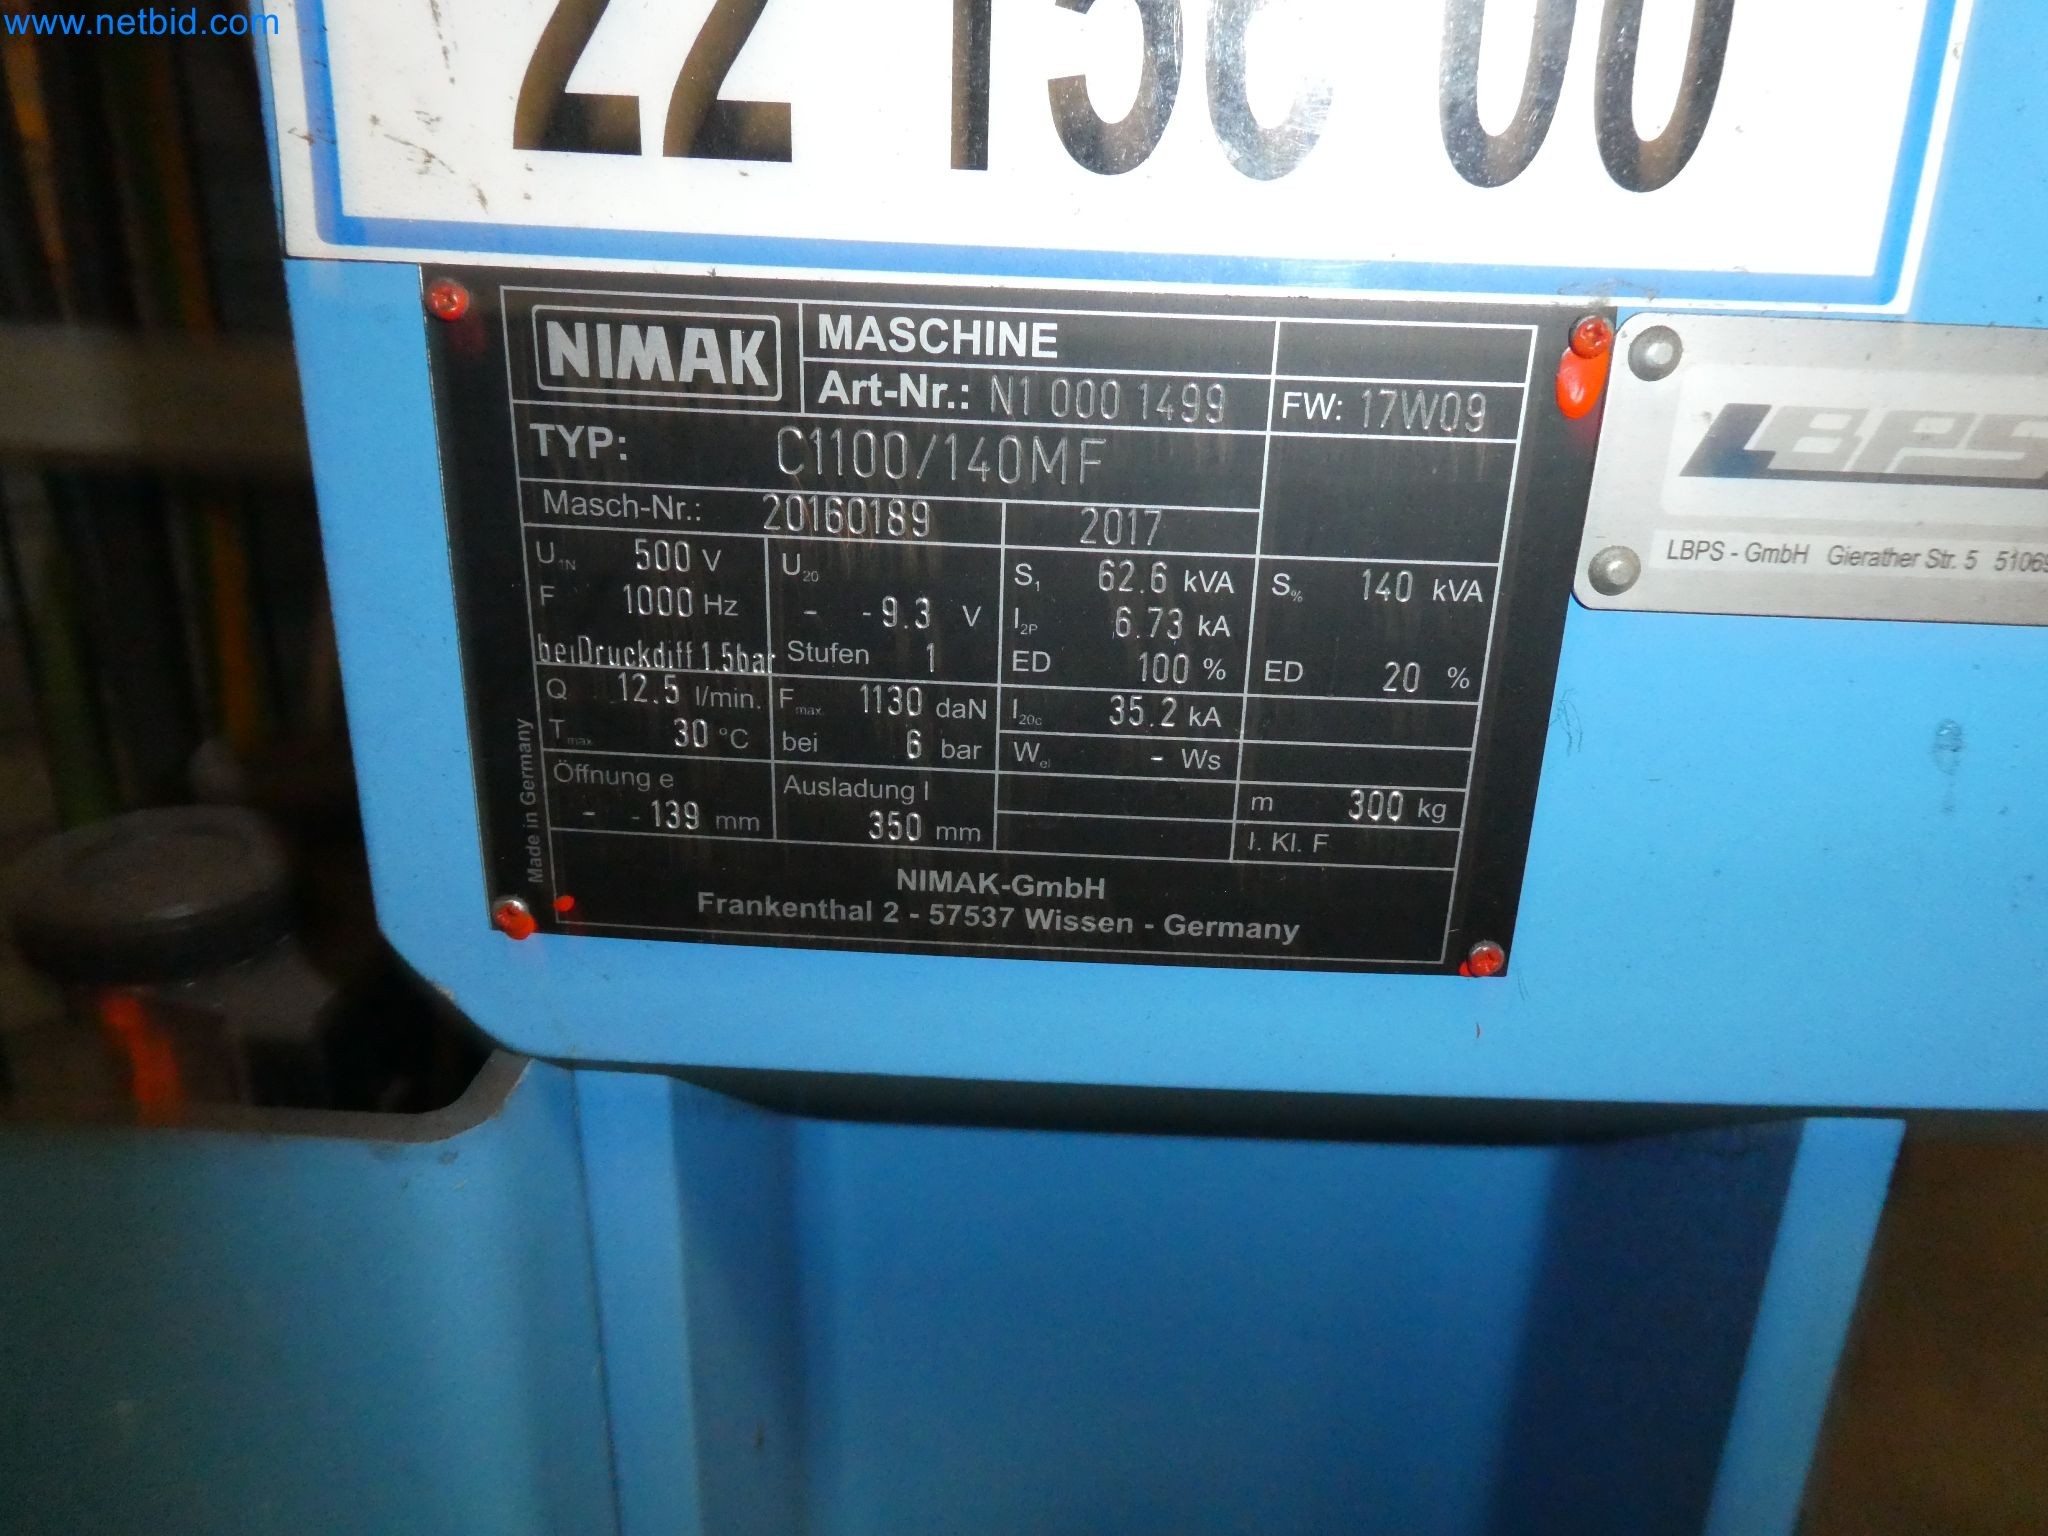 www.netbid.com
NIMAK
MASCHINE
Art-Nr.: N1 000 1499 FW: 17W09
TYP: C1100/140MF
Masch-Nr.: 20160189 2017
U1N 500 V U20 S1 62.6 kVA S% 140 kVA
F 1000 Hz - -9.3 V I2P 6.73 kA
beiDruckdiff 1.5bar Stufen 1 ED 100 % ED 20 %
Q 12.5 l/min. Fmax. 1130 daN I20c 35.2 kA
Tmax 30 °C bei 6 bar Wel - Ws
Öffnung e Ausladung l m 300 kg
- -139 mm 350 mm I. Kl. F
Made in Germany
NIMAK-GmbH
Frankenthal 2 - 57537 Wissen - Germany
LBPS
LBPS - GmbH Gierather Str. 5 5106